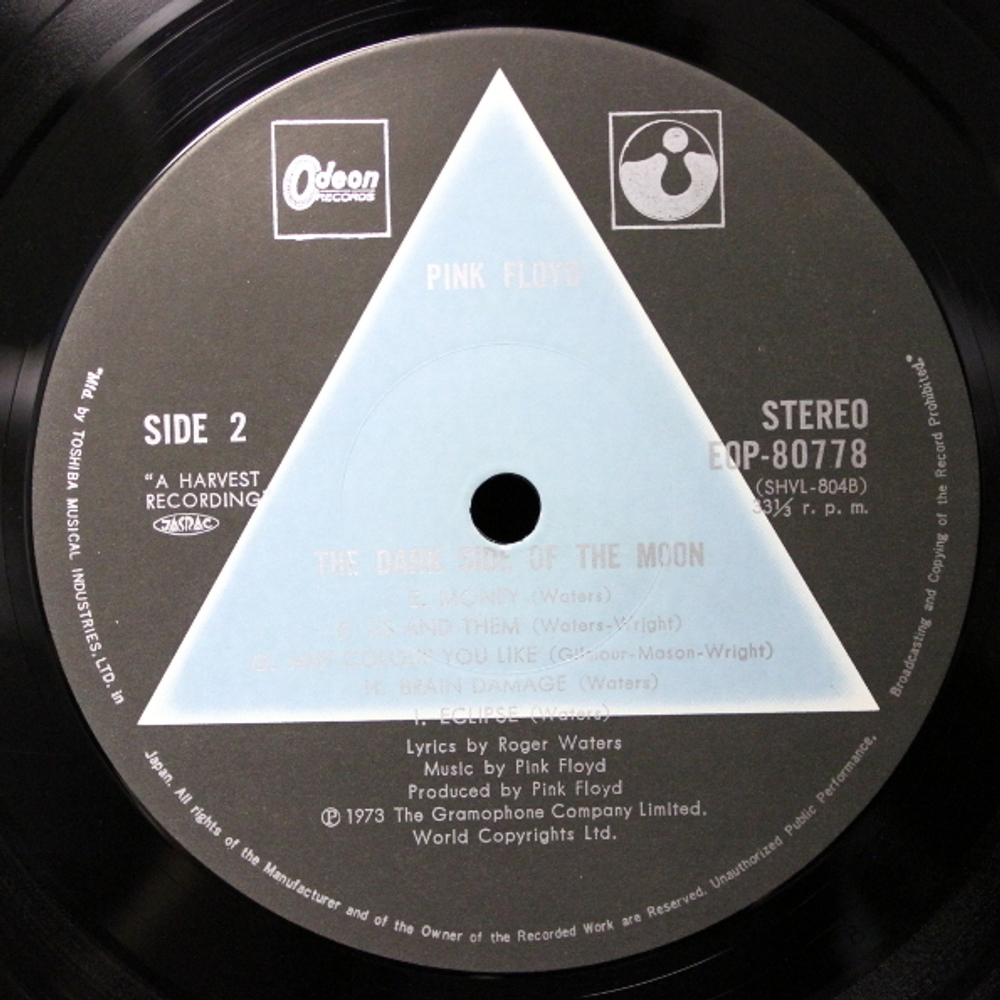 Odeon
RECORDS
PINK FLOYD
SIDE 2
"A HARVEST
RECORDING"
JASRAC
STEREO
EOP-80778
(SHVL-804B)
33⅓ r. p. m.
THE DARK SIDE OF THE MOON
E. MONEY (Waters)
F. US AND THEM (Waters-Wright)
G. ANY COLOUR YOU LIKE (Gilmour-Mason-Wright)
H. BRAIN DAMAGE (Waters)
I. ECLIPSE (Waters)
Lyrics by Roger Waters
Music by Pink Floyd
Produced by Pink Floyd
Ⓟ 1973 The Gramophone Company Limited.
World Copyrights Ltd.
"Mfd. by TOSHIBA MUSICAL INDUSTRIES, LTD. in Japan. All rights of the Manufacturer and of the Owner of the Recorded Work are Reserved. Unauthorized Public Performance, Broadcasting and Copying of the Record Prohibited."